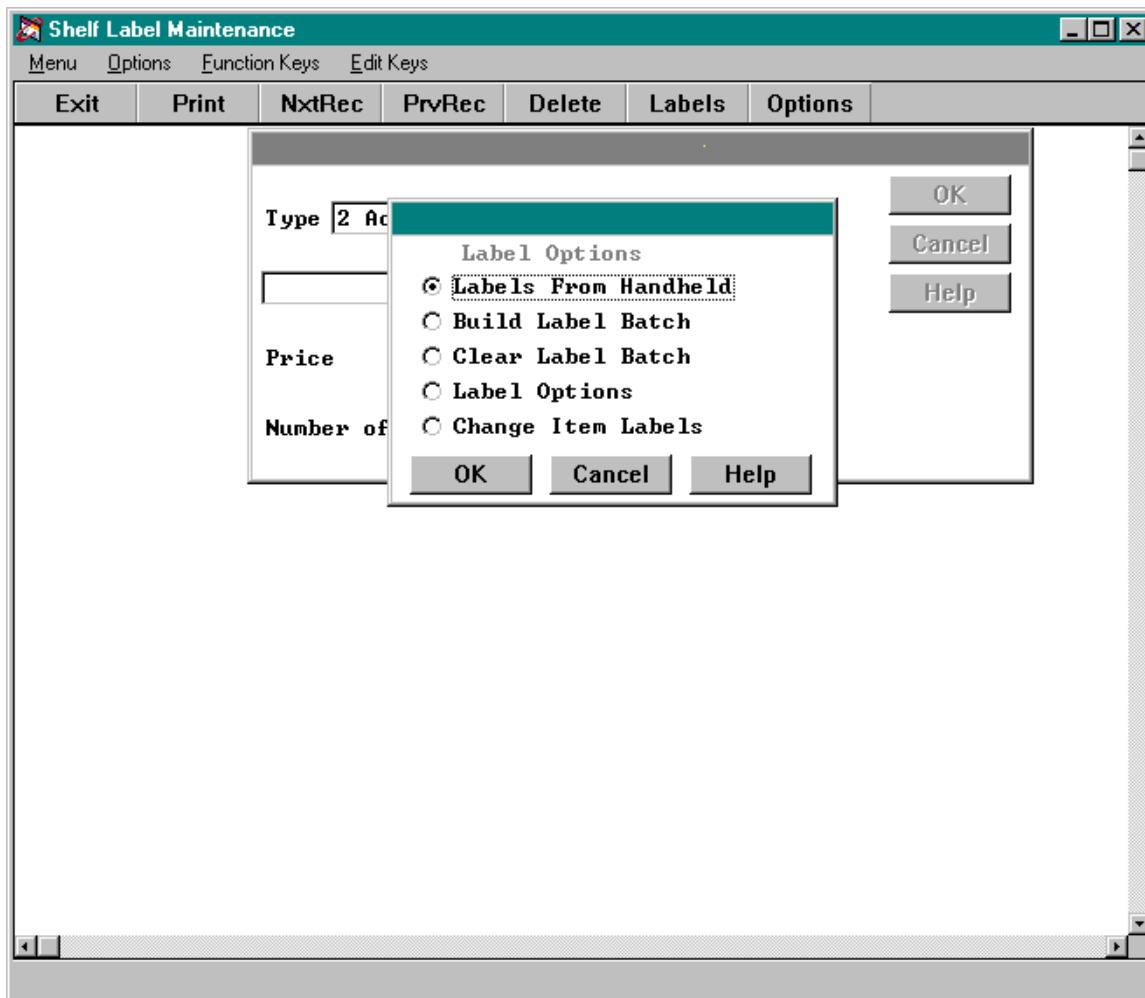 Shelf Label Maintenance
Menu Options Function Keys Edit Keys
Exit Print NxtRec PrvRec Delete Labels Options
OK
Type 2
Cancel
Label Options
Labels From Handheld
Help
Build Label Batch
Clear Label Batch
Price
Label Options
Number of
Change Item Labels
OK Cancel Help